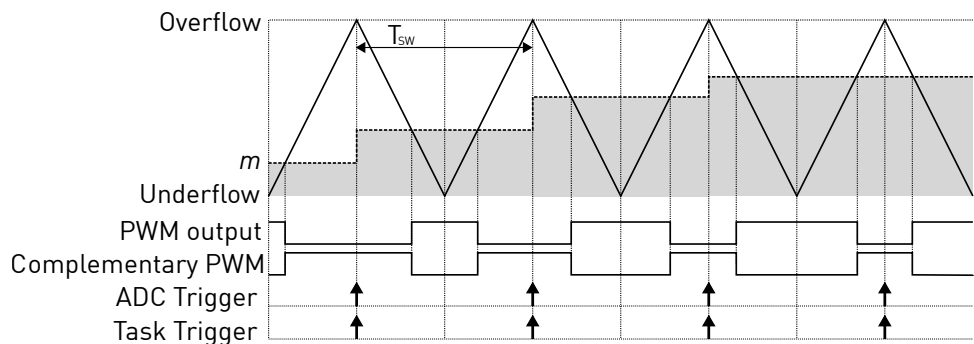 Overflow
T_SW
m
Underflow
PWM output
Complementary PWM
ADC Trigger
Task Trigger